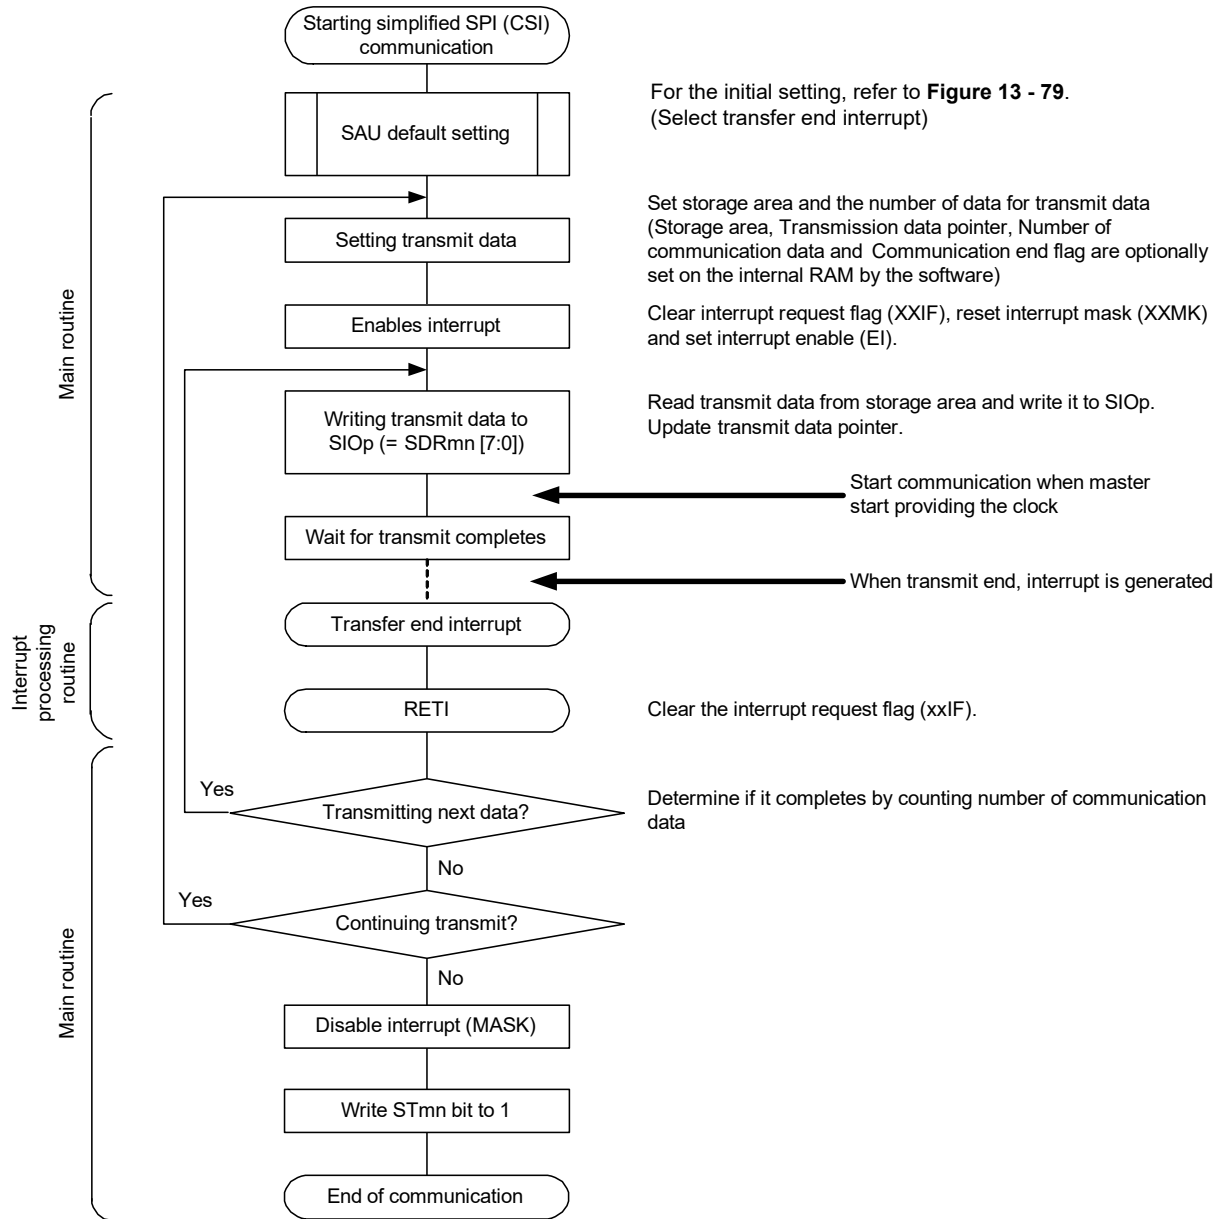 Starting simplified SPI (CSI)
communication
For the initial setting, refer to Figure 13 - 79.
(Select transfer end interrupt)
SAU default setting
Set storage area and the number of data for transmit data
(Storage area, Transmission data pointer, Number of
communication data and Communication end flag are optionally
set on the internal RAM by the software)
Setting transmit data
Main routine
Enables interrupt
Clear interrupt request flag (XXIF), reset interrupt mask (XXMK)
and set interrupt enable (EI).
Writing transmit data to
SIOp (= SDRmn [7:0])
Read transmit data from storage area and write it to SIOp.
Update transmit data pointer.
Start communication when master
start providing the clock
Wait for transmit completes
When transmit end, interrupt is generated
Transfer end interrupt
Interrupt
processing
routine
RETI
Clear the interrupt request flag (xxIF).
Yes
Transmitting next data?
Determine if it completes by counting number of communication
data
No
Yes
Continuing transmit?
No
Main routine
Disable interrupt (MASK)
Write STmn bit to 1
End of communication